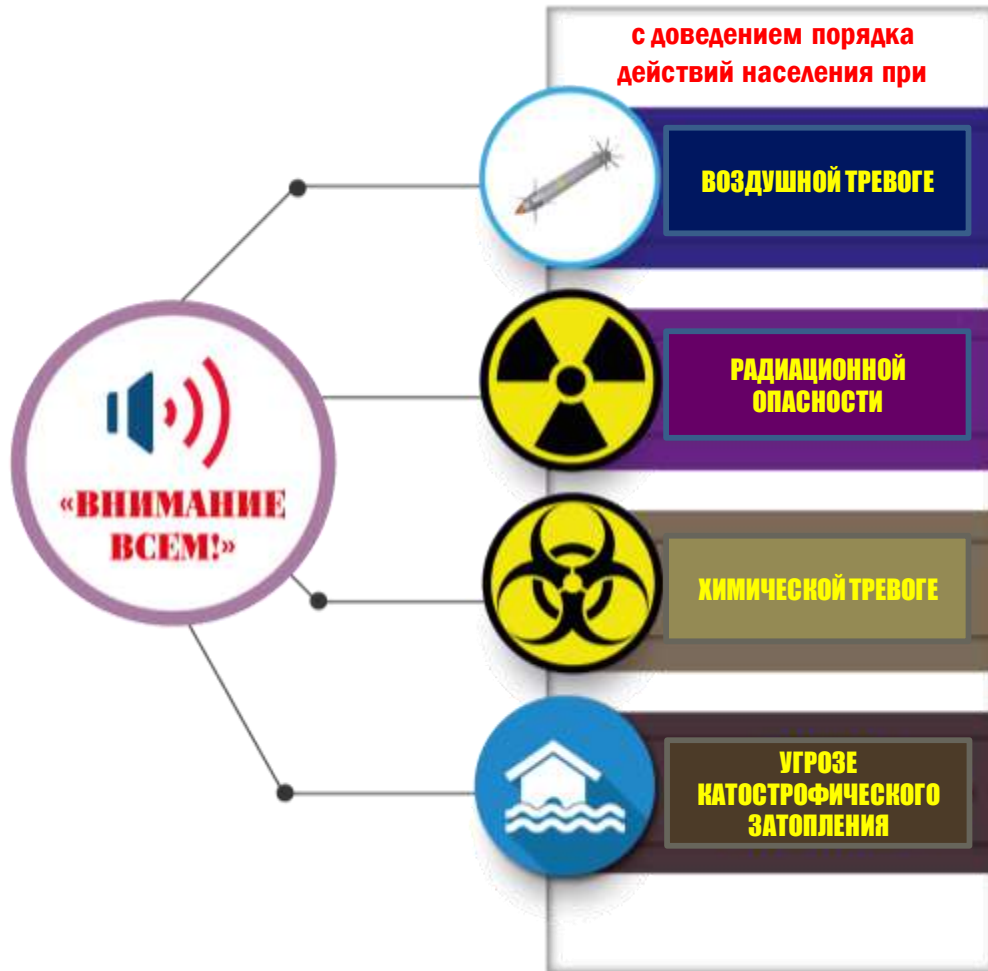 с доведением порядка
действий населения при
ВОЗДУШНОЙ ТРЕВОГЕ
РАДИАЦИОННОЙ
ОПАСНОСТИ
«ВНИМАНИЕ
ВСЕМ!»
ХИМИЧЕСКОЙ ТРЕВОГЕ
УГРОЗЕ
КАТОСТРОФИЧЕСКОГО
ЗАТОПЛЕНИЯ